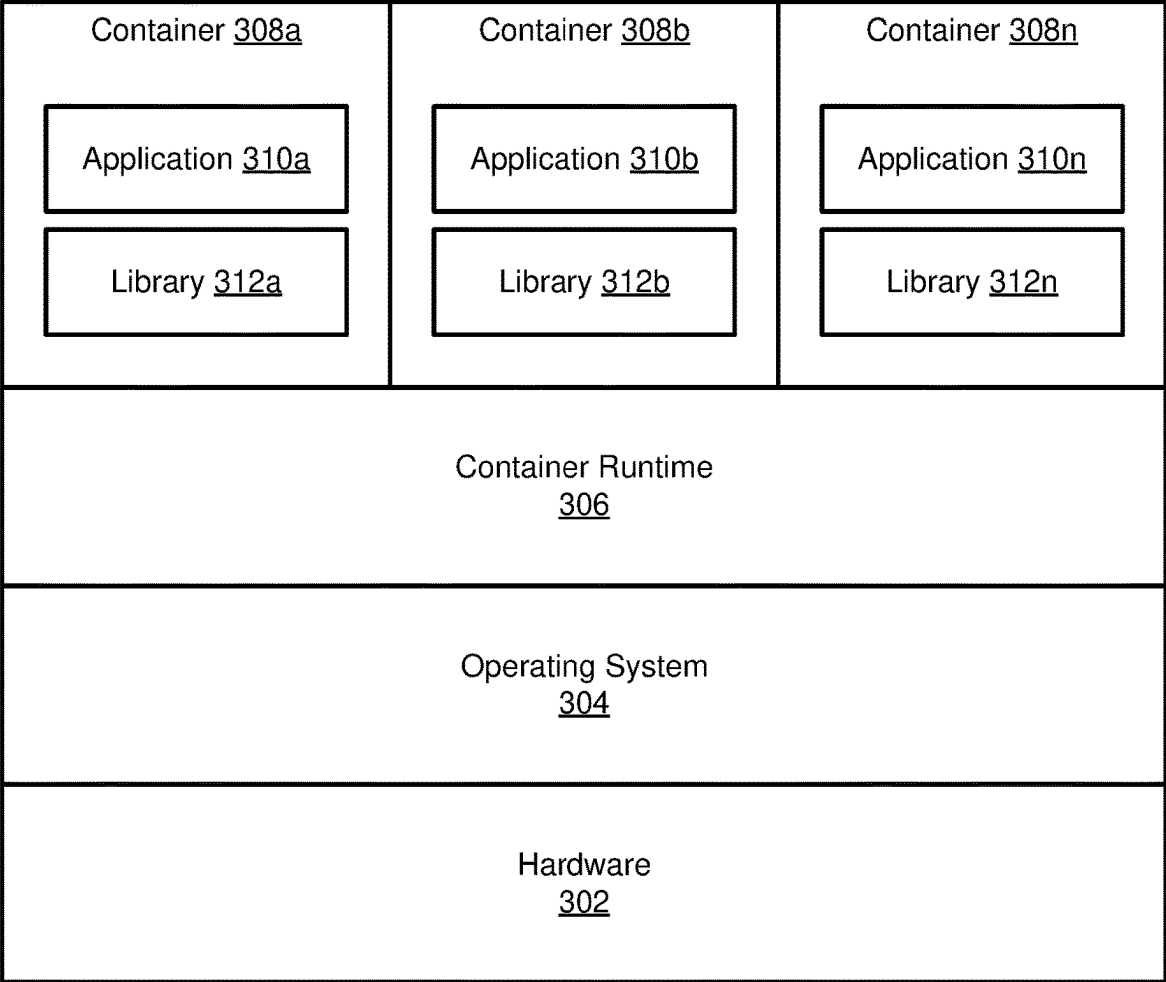 Container 308a
Container 308b
Container 308n
Application 310a
Application 310b
Application 310n
Library 312a
Library 312b
Library 312n
Container Runtime
306
Operating System
304
Hardware
302